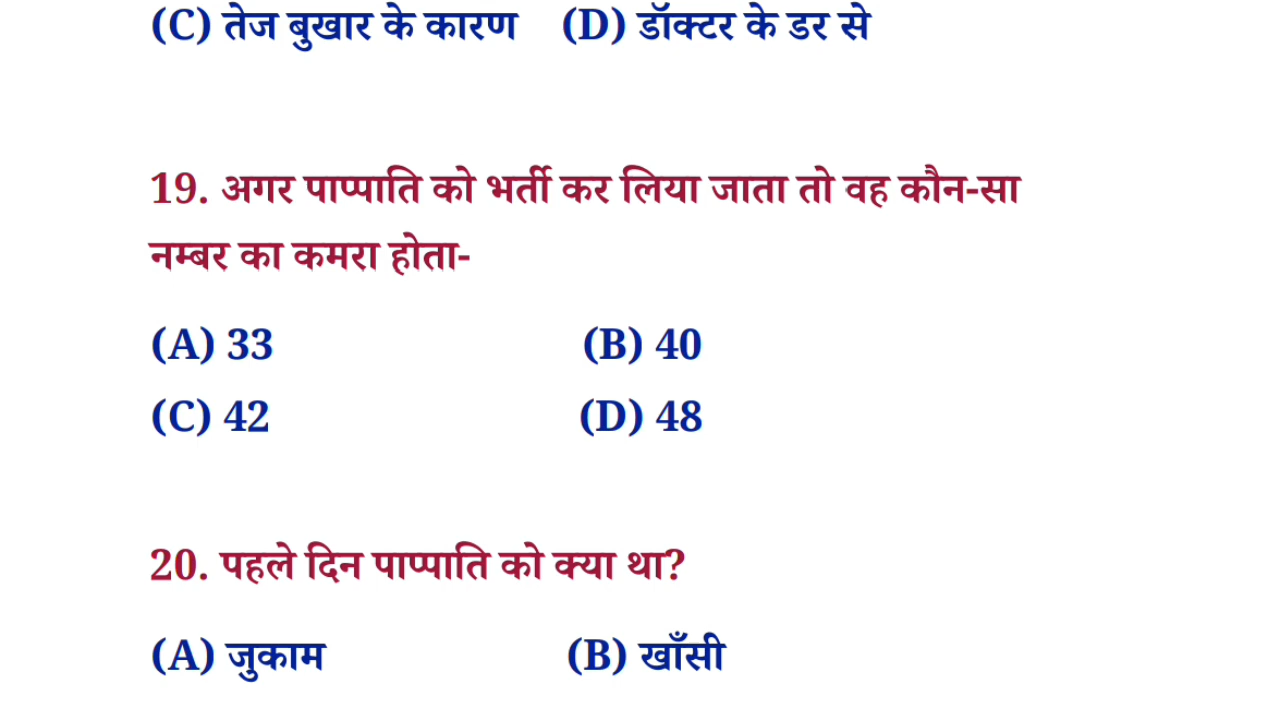 (C) तेज बुखार के कारण (D) डॉक्टर के डर से
19. अगर पाप्पाति को भर्ती कर लिया जाता तो वह कौन-सा
नम्बर का कमरा होता-
(A) 33 (B) 40
(C) 42 (D) 48
20. पहले दिन पाप्पाति को क्या था?
(A) जुकाम (B) खाँसी